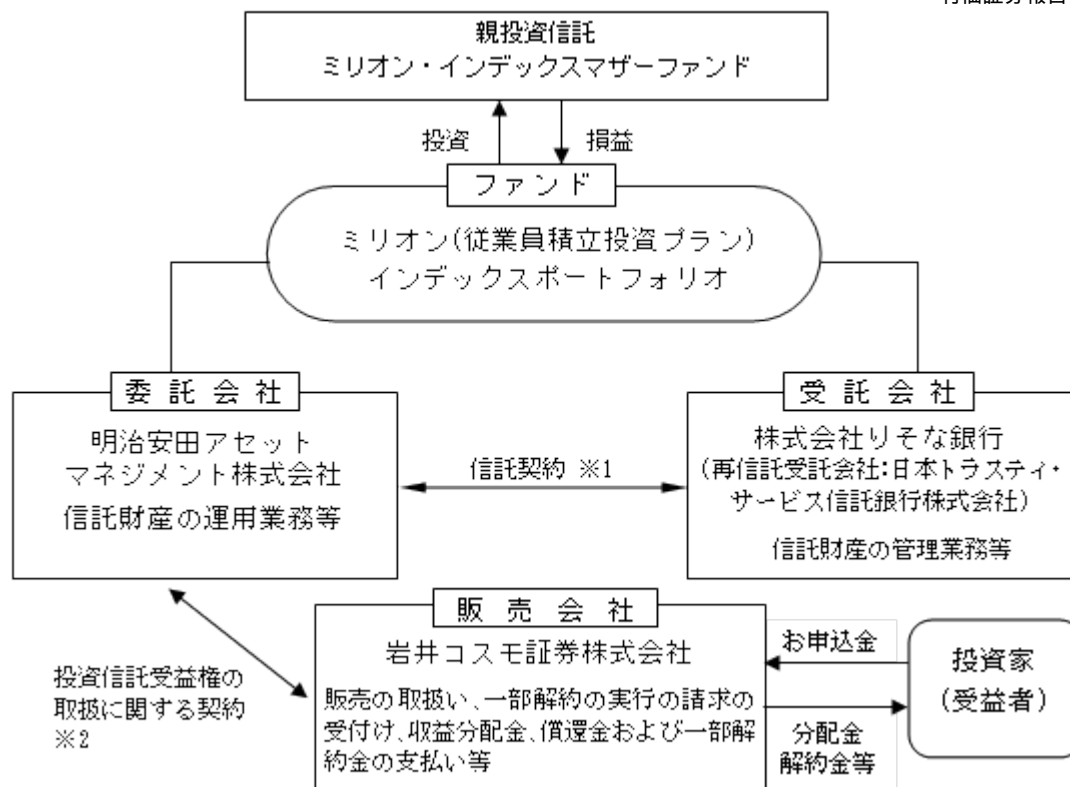 親投資信託
ミリオン・インデックスマザーファンド
投資
損益
ファンド
ミリオン(従業員積立投資プラン)
インデックスポートフォリオ
委託会社
明治安田アセット
マネジメント株式会社
信託財産の運用業務等
信託契約 ※1
受託会社
株式会社りそな銀行
(再信託受託会社:日本トラスティ・
サービス信託銀行株式会社)
信託財産の管理業務等
投資信託受益権の
取扱に関する契約
※2
販売会社
岩井コスモ証券株式会社
販売の取扱い、一部解約の実行の請求の
受付け、収益分配金、償還金および一部解
約金の支払い等
お申込金
分配金
解約金等
投資家
(受益者)